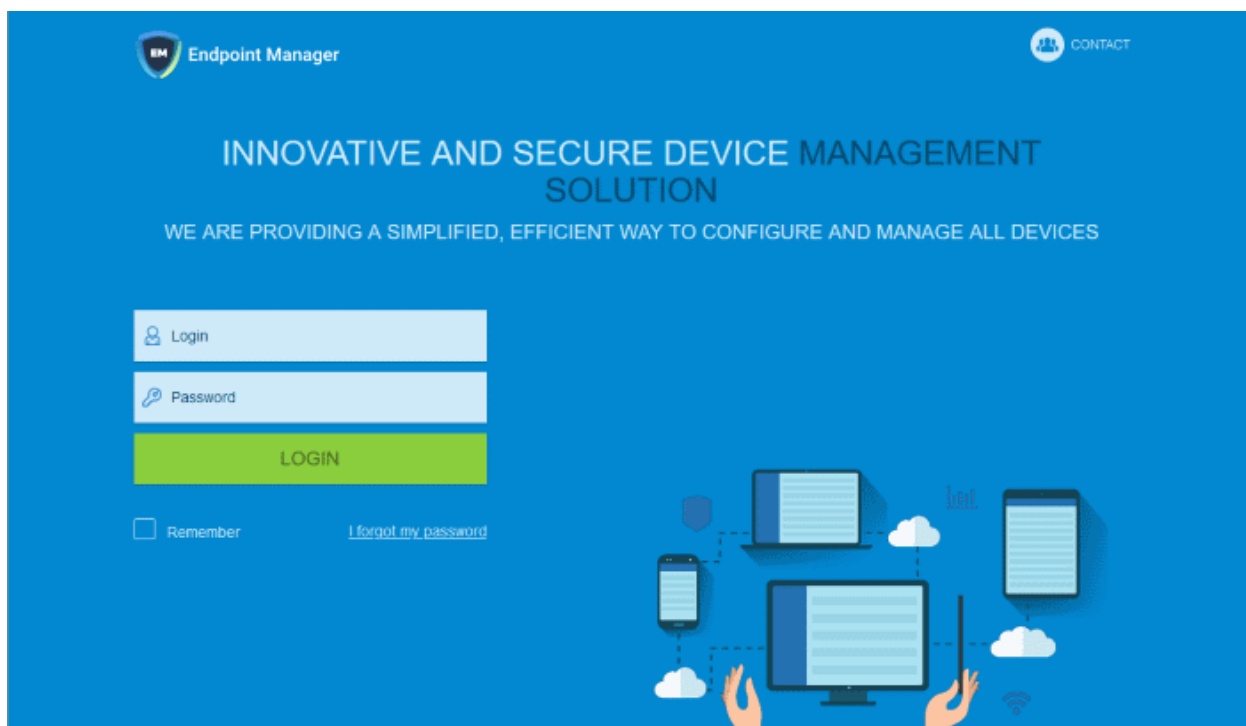 EM Endpoint Manager
CONTACT
INNOVATIVE AND SECURE DEVICE MANAGEMENT
SOLUTION
WE ARE PROVIDING A SIMPLIFIED, EFFICIENT WAY TO CONFIGURE AND MANAGE ALL DEVICES
Login
Password
LOGIN
Remember
I forgot my password